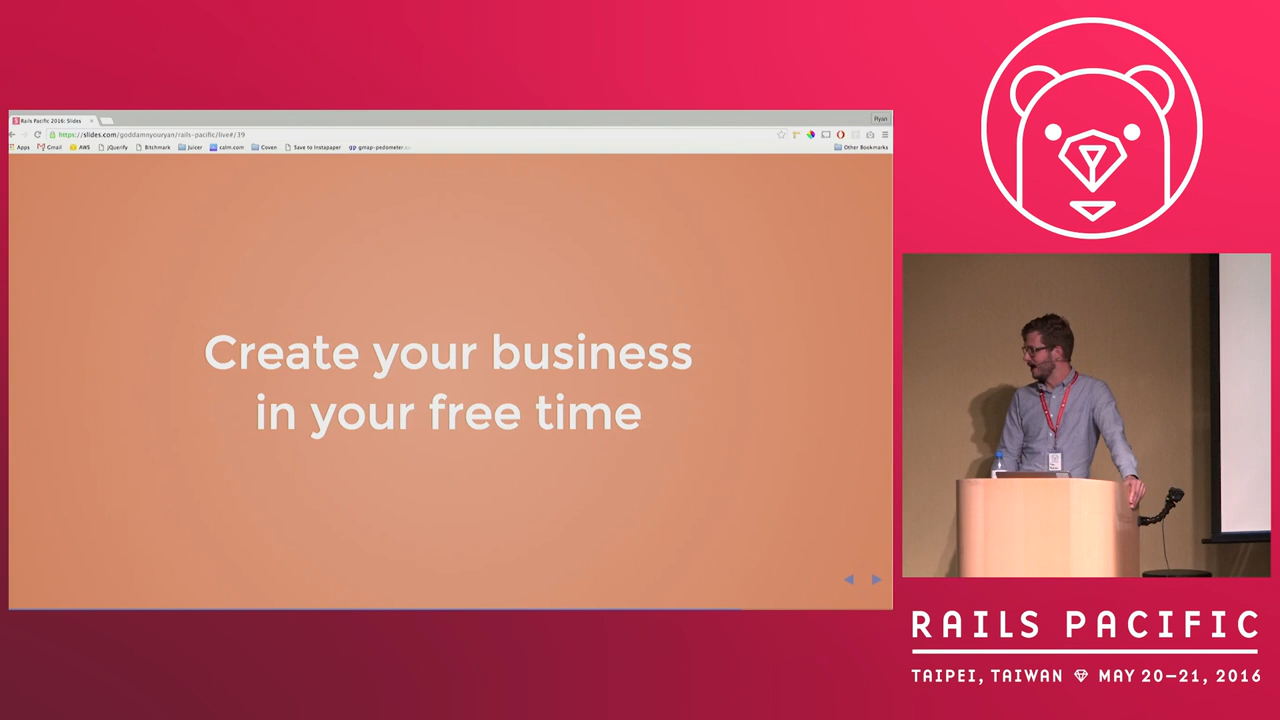 Rails Pacific 2016: Slides
Ryan
https://slides.com/goddamnyouryan/rails-pacific/live#/39
Apps
Gmail
AWS
jQuerify
Bitchmark
Juicer
calm.com
Coven
Save to Instapaper
gmap-pedometer.co
Other Bookmarks
Create your business
in your free time
RAILS PACIFIC
TAIPEI, TAIWAN MAY 20–21, 2016